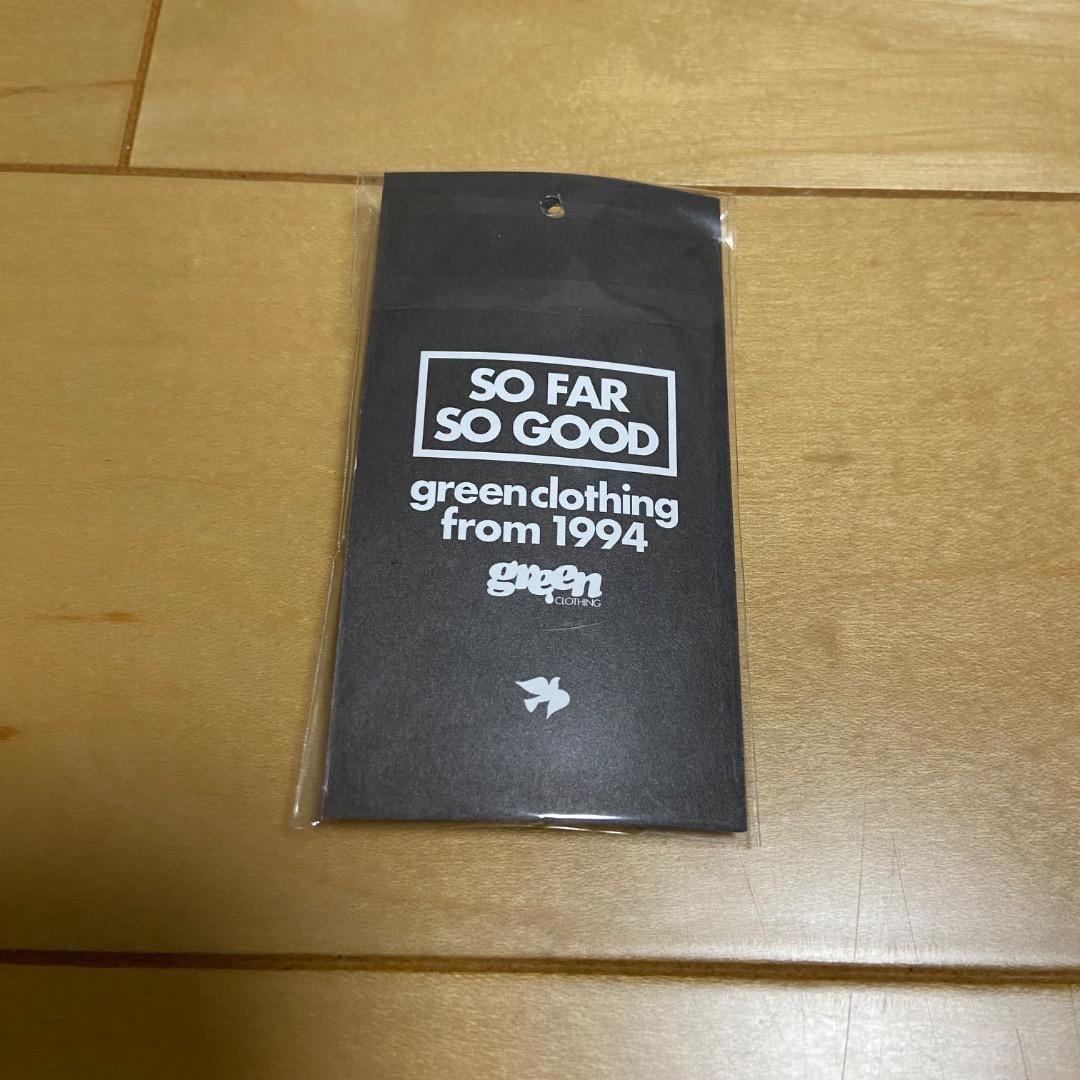 SO FAR
SO GOOD
green clothing
from 1994
green
CLOTHING